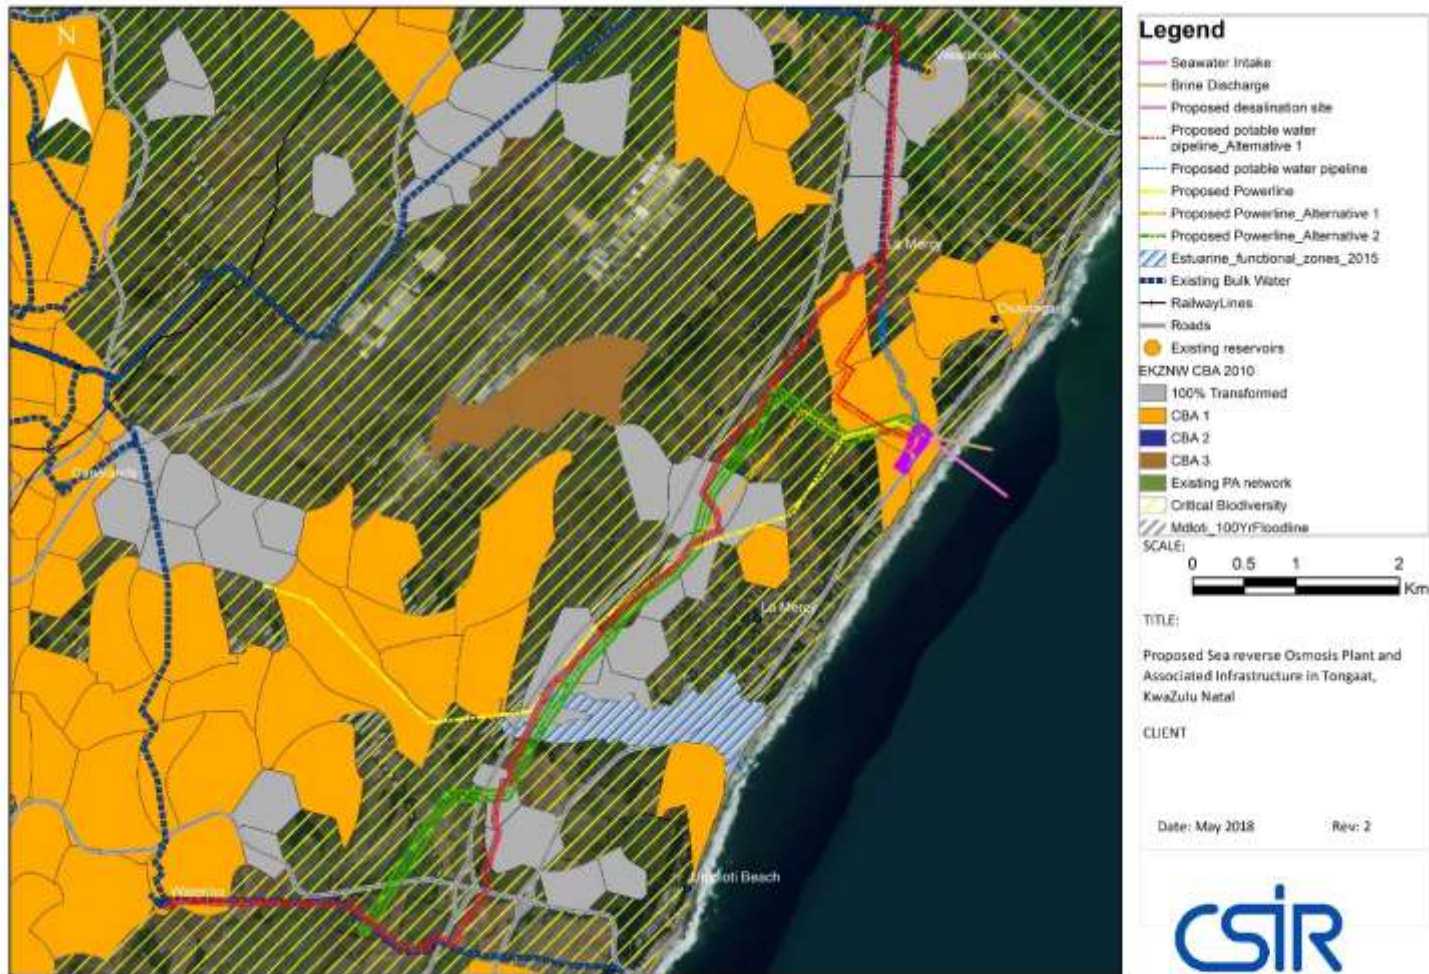 N
La Mercy
La Mercy
Umdloti Beach
Legend
Seawater Intake
Brine Discharge
Proposed desalination site
Proposed potable water
pipeline_Alternative 1
Proposed potable water pipeline
Proposed Powerline
Proposed Powerline_Alternative 1
Proposed Powerline_Alternative 2
Estuarine_functional_zones_2015
Existing Bulk Water
RailwayLines
Roads
Existing reservoirs
EKZNW CBA 2010
100% Transformed
CBA 1
CBA 2
CBA 3
Existing PA network
Critical Biodiversity
Mdloti_100YrFloodline
SCALE:
0 0.5 1 2
Km
TITLE:
Proposed Sea reverse Osmosis Plant and
Associated Infrastructure in Tongaat,
KwaZulu Natal
CLIENT
Date: May 2018 Rev: 2
CSIR